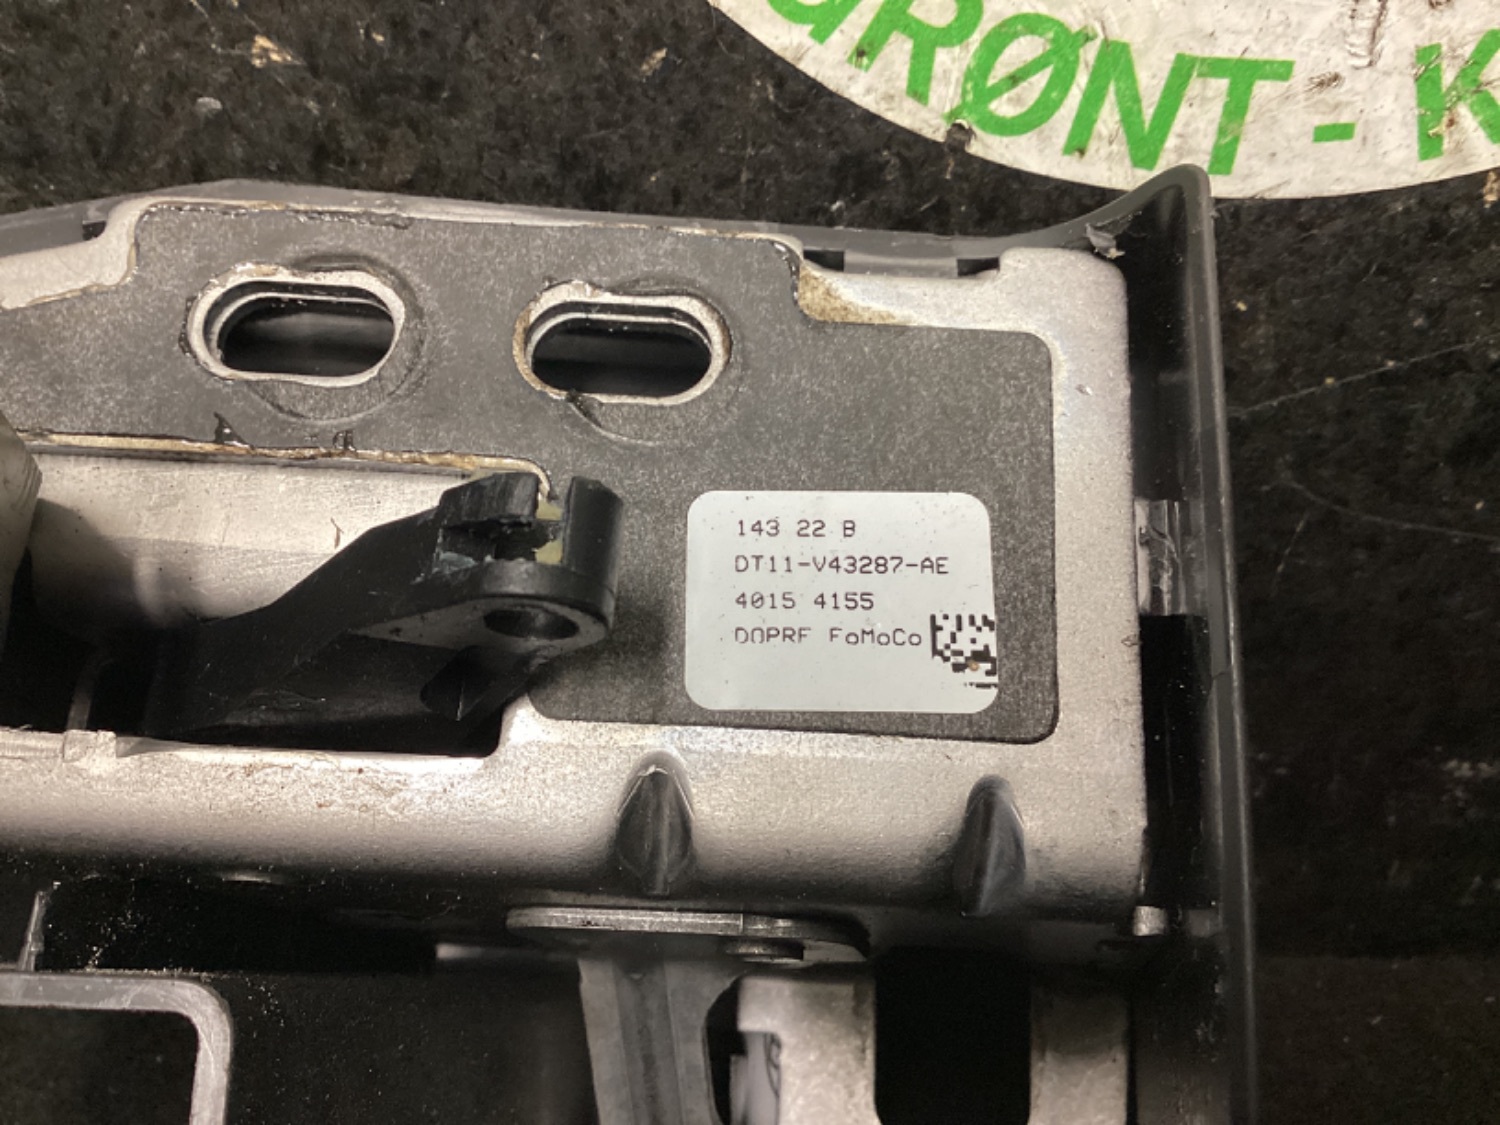 GRØNT - K
143 22 B
DT11-V43287-AE
4015 4155
DOPRF FoMoCo